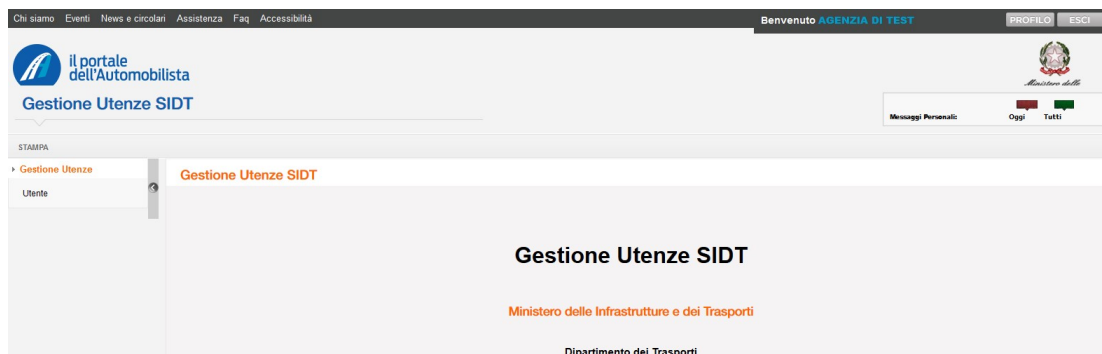 Chi siamo Eventi News e circolari Assistenza Faq Accessibilità
Benvenuto AGENZIA DI TEST PROFILO ESCI
il portale
dell'Automobilista
Gestione Utenze SIDT
Ministero delle
Messaggi Personali: Oggi Tutti
STAMPA
Gestione Utenze
Utente
Gestione Utenze SIDT
Gestione Utenze SIDT
Ministero delle Infrastrutture e dei Trasporti
Dipartimento dei Trasporti